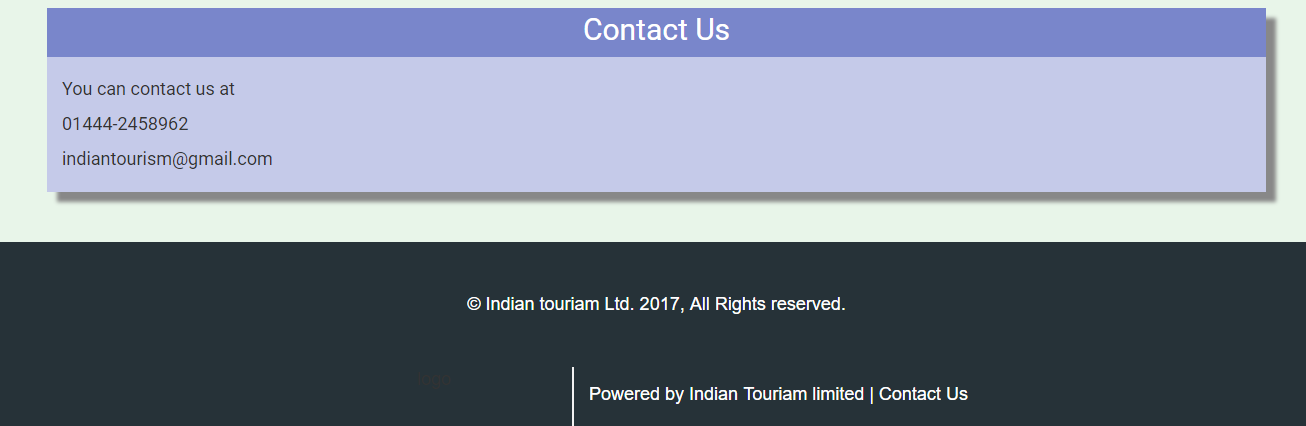 Contact Us
You can contact us at
01444-2458962
indiantourism@gmail.com
© Indian touriam Ltd. 2017, All Rights reserved.
Powered by Indian Touriam limited | Contact Us